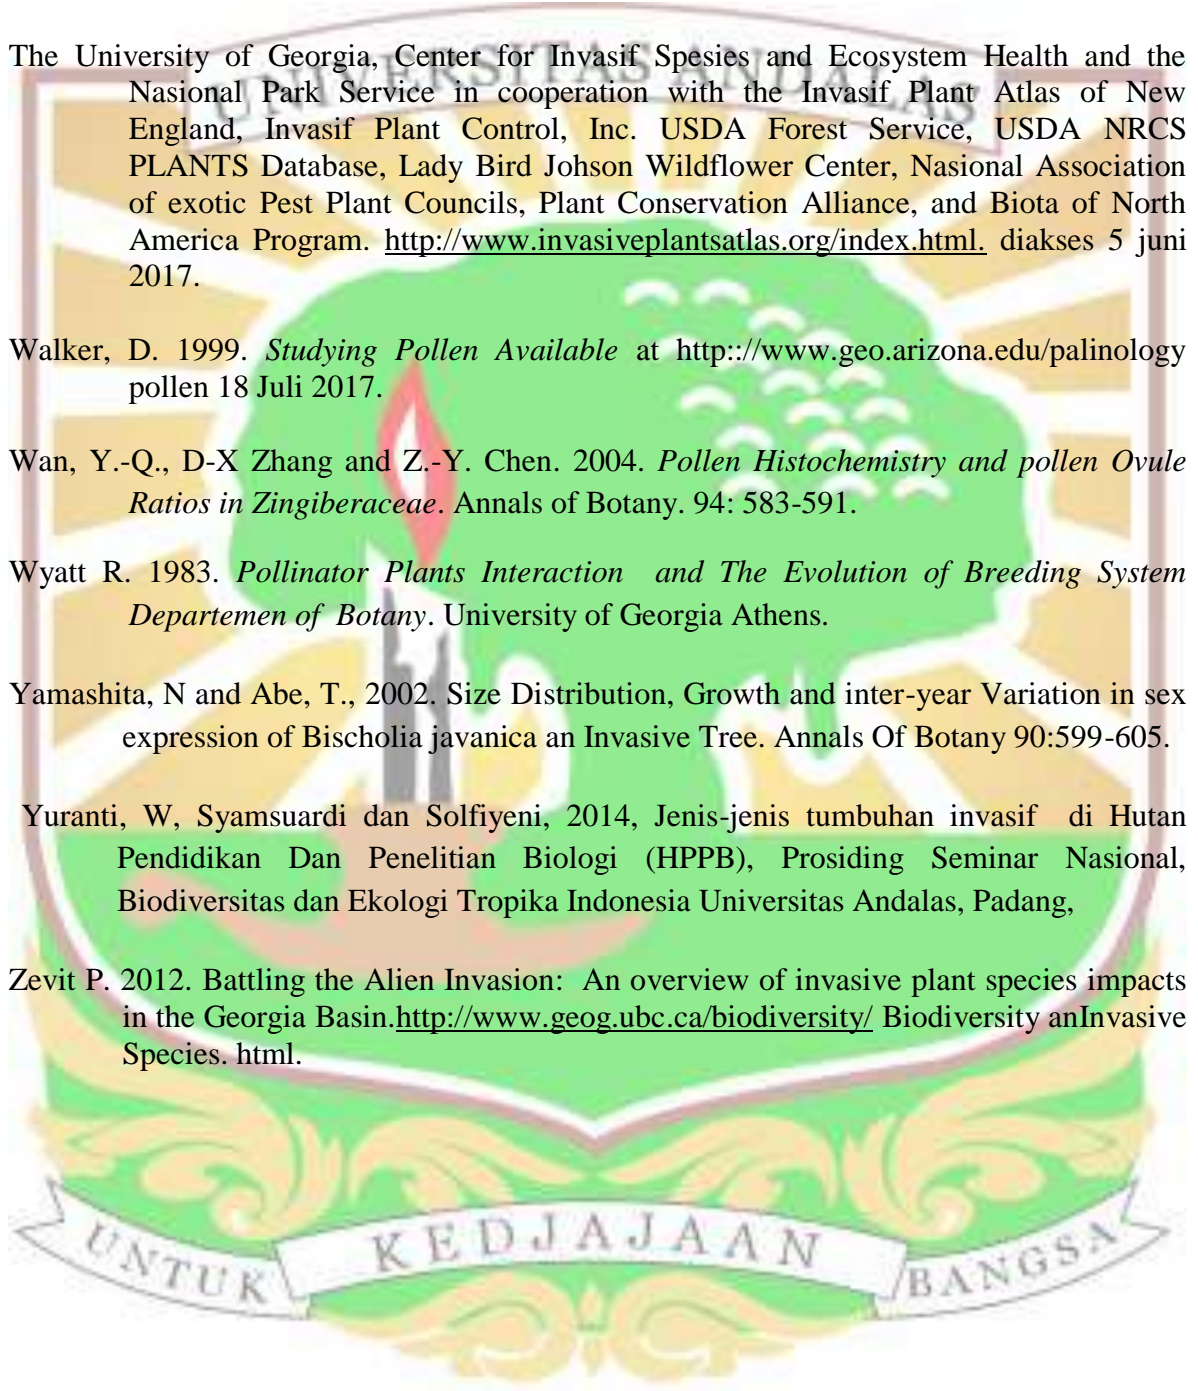 UNIVERSITAS ANDALAS
The University of Georgia, Center for Invasif Spesies and Ecosystem Health and the
Nasional Park Service in cooperation with the Invasif Plant Atlas of New
England, Invasif Plant Control, Inc. USDA Forest Service, USDA NRCS
PLANTS Database, Lady Bird Johson Wildflower Center, Nasional Association
of exotic Pest Plant Councils, Plant Conservation Alliance, and Biota of North
America Program. http://www.invasiveplantsatlas.org/index.html. diakses 5 juni
2017.
Walker, D. 1999. Studying Pollen Available at http:://www.geo.arizona.edu/palinology
pollen 18 Juli 2017.
Wan, Y.-Q., D-X Zhang and Z.-Y. Chen. 2004. Pollen Histochemistry and pollen Ovule
Ratios in Zingiberaceae. Annals of Botany. 94: 583-591.
Wyatt R. 1983. Pollinator Plants Interaction and The Evolution of Breeding System
Departemen of Botany. University of Georgia Athens.
Yamashita, N and Abe, T., 2002. Size Distribution, Growth and inter-year Variation in sex
expression of Bischolia javanica an Invasive Tree. Annals Of Botany 90:599-605.
Yuranti, W, Syamsuardi dan Solfiyeni, 2014, Jenis-jenis tumbuhan invasif di Hutan
Pendidikan Dan Penelitian Biologi (HPPB), Prosiding Seminar Nasional,
Biodiversitas dan Ekologi Tropika Indonesia Universitas Andalas, Padang,
Zevit P. 2012. Battling the Alien Invasion: An overview of invasive plant species impacts
in the Georgia Basin.http://www.geog.ubc.ca/biodiversity/ Biodiversity anInvasive
Species. html.
UNTUK KEDJAJAAN BANGSA